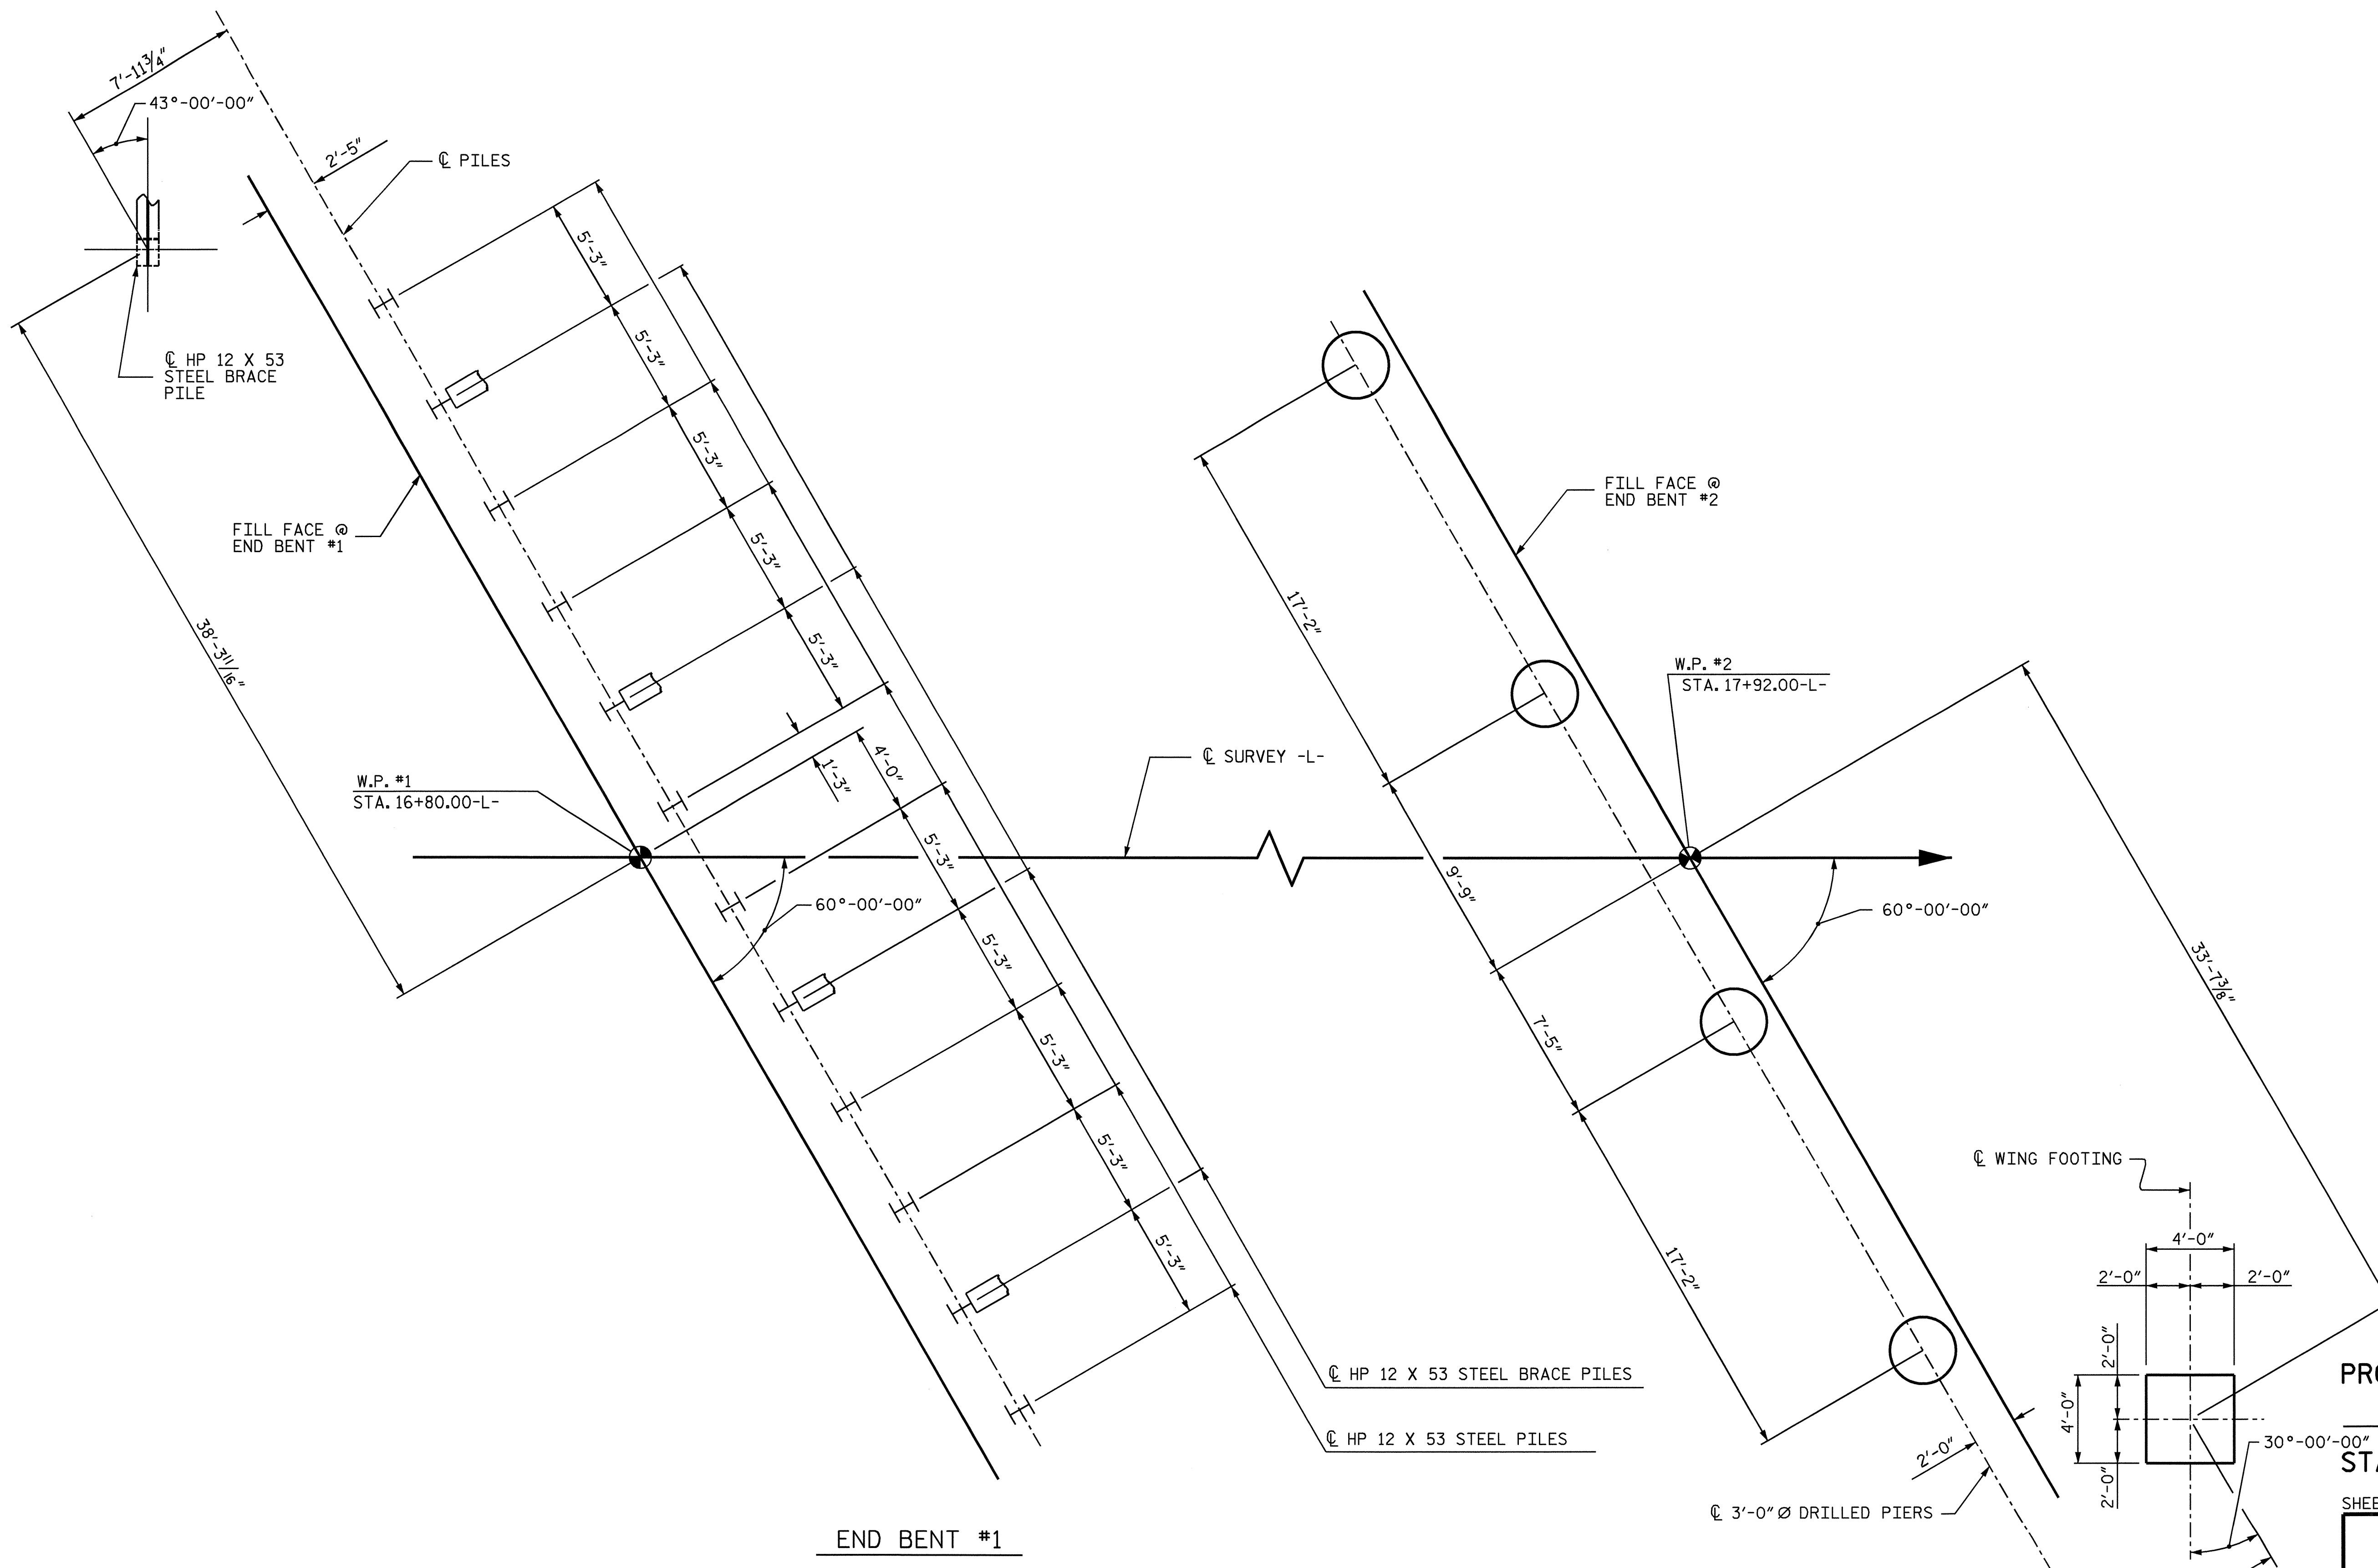 7'-11 3/4"
43°-00'-00"
2'-5"
℄ PILES
5'-3"
5'-3"
5'-3"
5'-3"
5'-3"
℄ HP 12 X 53
STEEL BRACE
PILE
FILL FACE @
END BENT #1
38'-3 11/16"
W.P. #1
STA. 16+80.00-L-
4'-0"
1'-3"
60°-00'-00"
5'-3"
5'-3"
5'-3"
5'-3"
5'-3"
℄ HP 12 X 53 STEEL BRACE PILES
℄ HP 12 X 53 STEEL PILES
END BENT #1
℄ SURVEY -L-
FILL FACE @
END BENT #2
17'-2"
W.P. #2
STA. 17+92.00-L-
9'-9"
60°-00'-00"
7'-5"
33'-7 3/8"
17'-2"
℄ WING FOOTING
4'-0"
2'-0"
2'-0"
2'-0"
4'-0"
2'-0"
30°-00'-00"
2'-0"
℄ 3'-0" Ø DRILLED PIERS